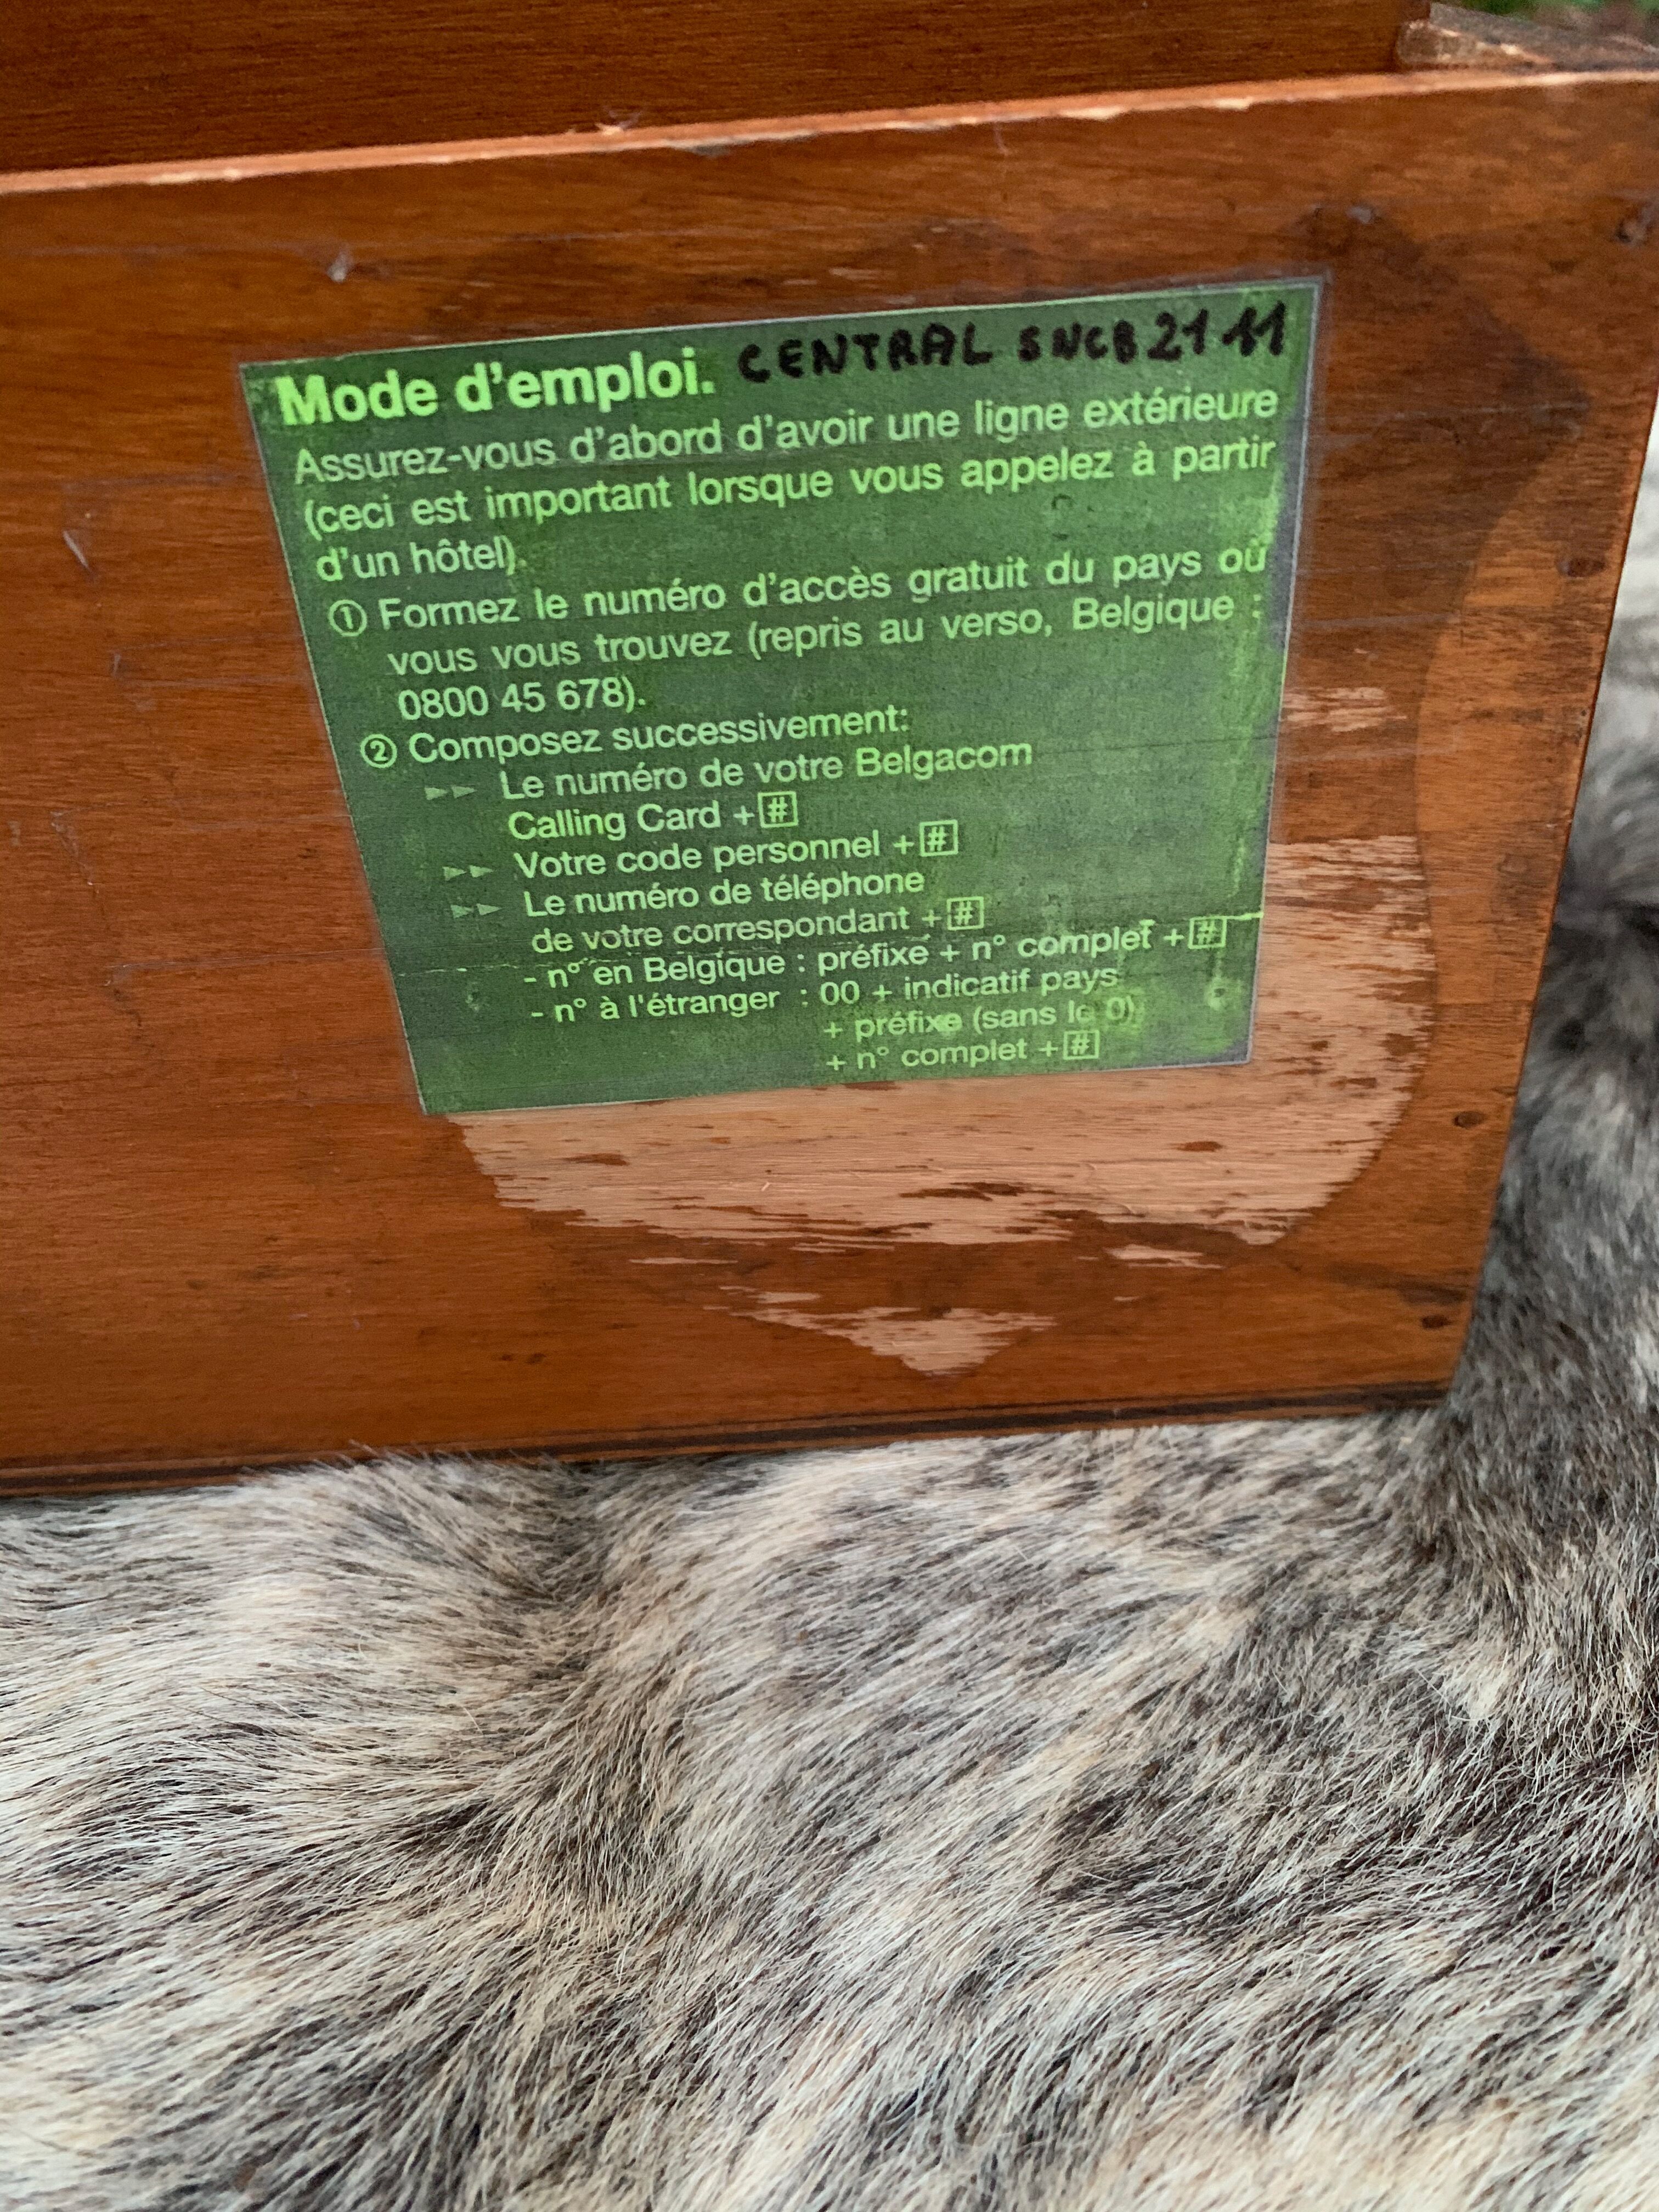 Mode d'emploi. CENTRAL SNCB 2111
Assurez-vous d'abord d'avoir une ligne extérieure
(ceci est important lorsque vous appelez à partir
d'un hôtel).
① Formez le numéro d'accès gratuit du pays où
vous vous trouvez (repris au verso, Belgique :
0800 45 678).
② Composez successivement:
►► Le numéro de votre Belgacom
Calling Card + #
►► Votre code personnel + #
►► Le numéro de téléphone
de votre correspondant + #
- n° en Belgique : préfixe + n° complet + #
- n° à l'étranger : 00 + indicatif pays
+ préfixe (sans le 0)
+ n° complet + #